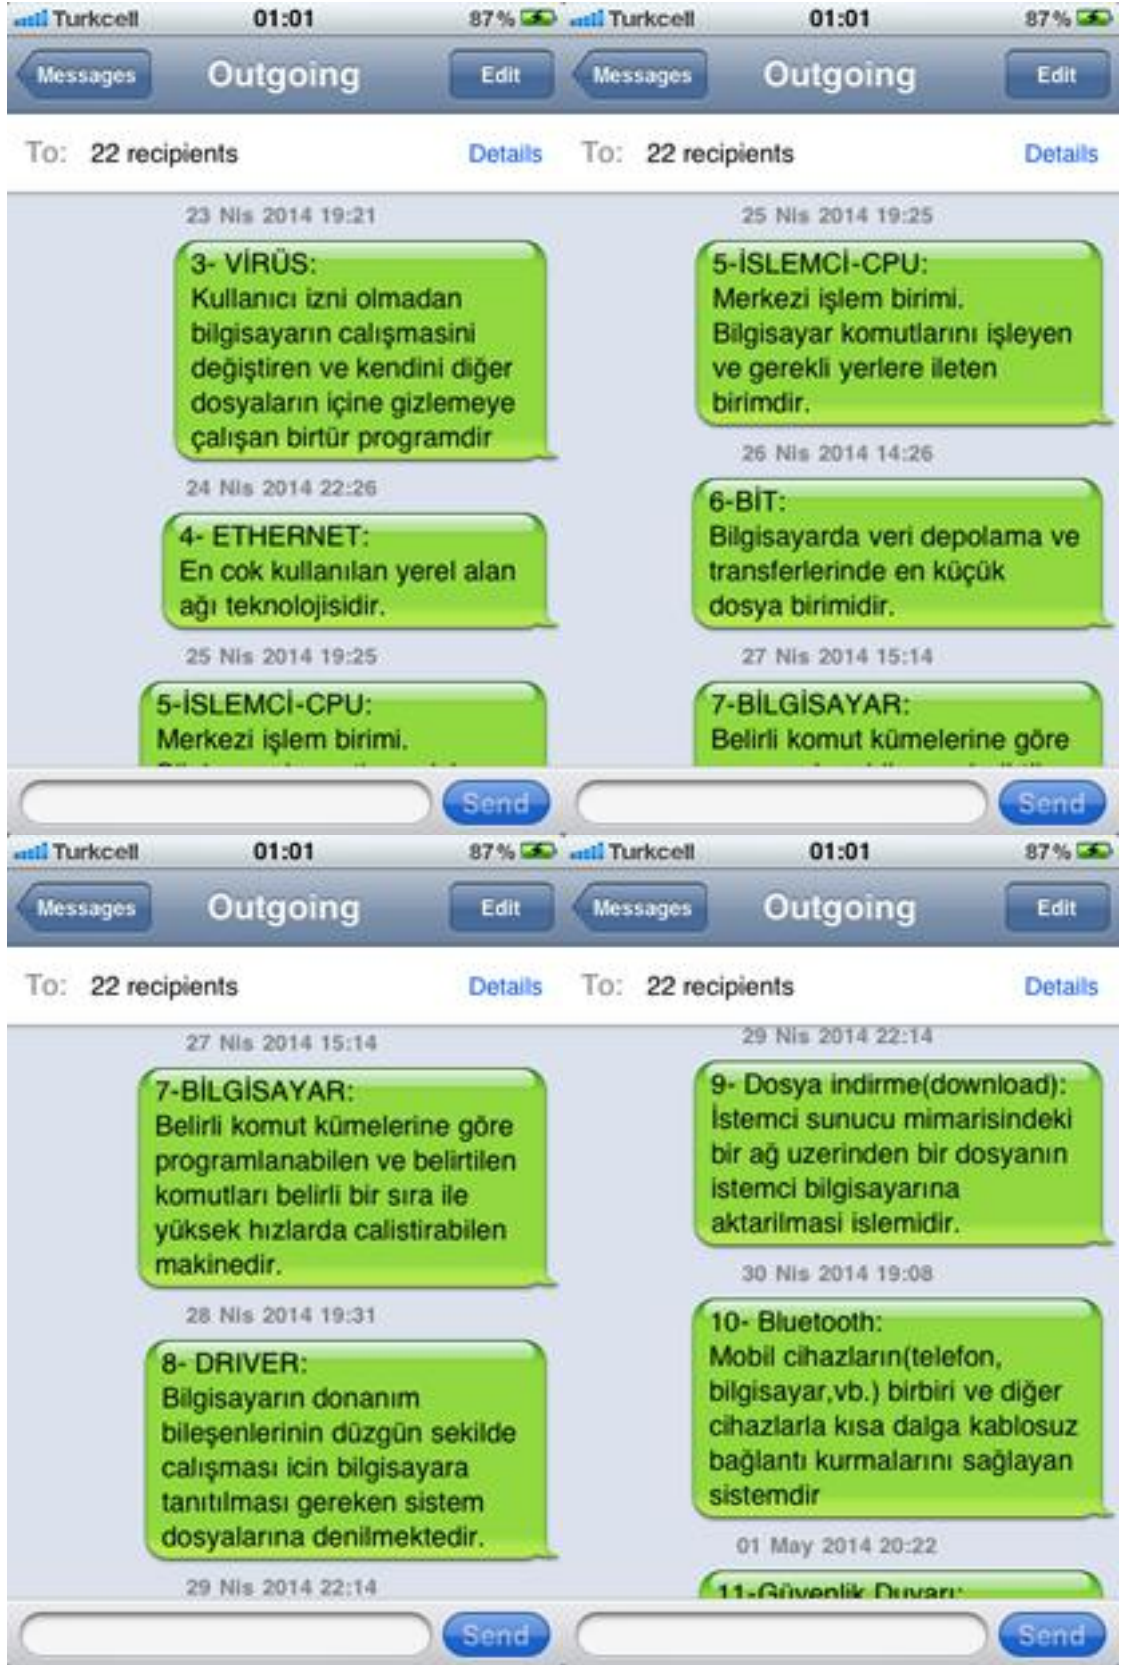 Turkcell 01:01 87%
Messages Outgoing Edit
To: 22 recipients Details
23 Nis 2014 19:21
3- VİRÜS:
Kullanıcı izni olmadan
bilgisayarın calışmasini
değiştiren ve kendini diğer
dosyaların içine gizlemeye
çalışan birtür programdir
24 Nis 2014 22:26
4- ETHERNET:
En cok kullanılan yerel alan
ağı teknolojisidir.
25 Nis 2014 19:25
5-İSLEMCİ-CPU:
Merkezi işlem birimi.
Send
Turkcell 01:01 87%
Messages Outgoing Edit
To: 22 recipients Details
25 Nis 2014 19:25
5-İSLEMCİ-CPU:
Merkezi işlem birimi.
Bilgisayar komutlarını işleyen
ve gerekli yerlere ileten
birimdir.
26 Nis 2014 14:26
6-BİT:
Bilgisayarda veri depolama ve
transferlerinde en küçük
dosya birimidir.
27 Nis 2014 15:14
7-BİLGİSAYAR:
Belirli komut kümelerine göre
Send
Turkcell 01:01 87%
Messages Outgoing Edit
To: 22 recipients Details
27 Nis 2014 15:14
7-BİLGİSAYAR:
Belirli komut kümelerine göre
programlanabilen ve belirtilen
komutları belirli bir sıra ile
yüksek hızlarda calistirabilen
makinedir.
28 Nis 2014 19:31
8- DRIVER:
Bilgisayarın donanım
bileşenlerinin düzgün sekilde
calışması icin bilgisayara
tanıtılması gereken sistem
dosyalarına denilmektedir.
29 Nis 2014 22:14
Send
Turkcell 01:01 87%
Messages Outgoing Edit
To: 22 recipients Details
29 Nis 2014 22:14
9- Dosya indirme(download):
İstemci sunucu mimarisindeki
bir ağ uzerinden bir dosyanın
istemci bilgisayarına
aktarilmasi islemidir.
30 Nis 2014 19:08
10- Bluetooth:
Mobil cihazların(telefon,
bilgisayar,vb.) birbiri ve diğer
cihazlarla kısa dalga kablosuz
bağlantı kurmalarını sağlayan
sistemdir
01 May 2014 20:22
11-Güvenlik Duvarı:
Send